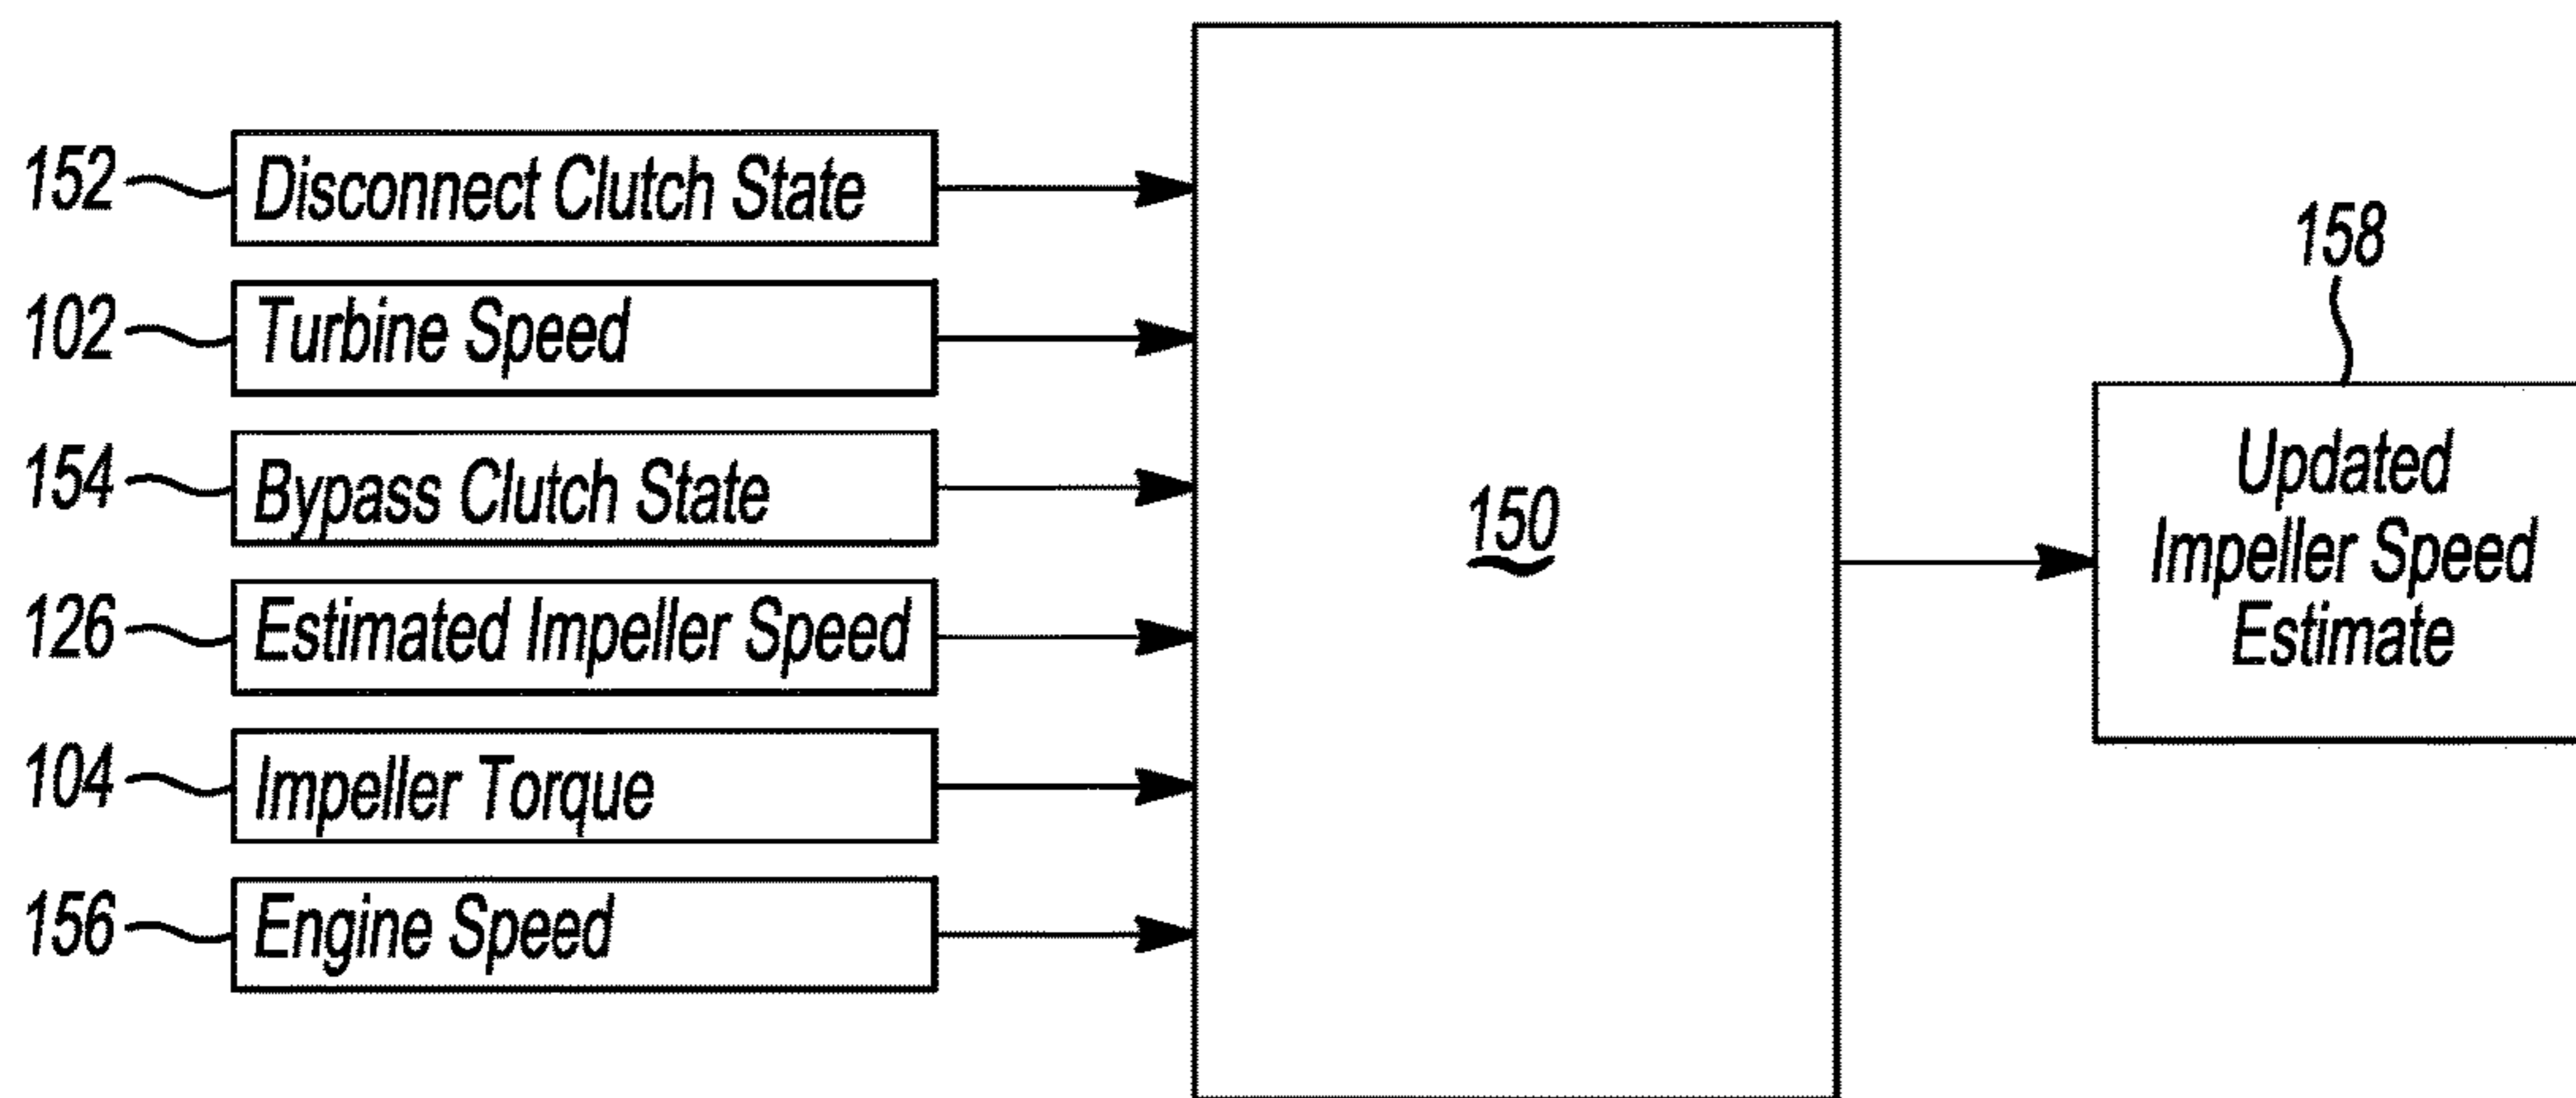 152 Disconnect Clutch State
102 Turbine Speed
154 Bypass Clutch State
126 Estimated Impeller Speed
104 Impeller Torque
156 Engine Speed
150
158
Updated
Impeller Speed
Estimate